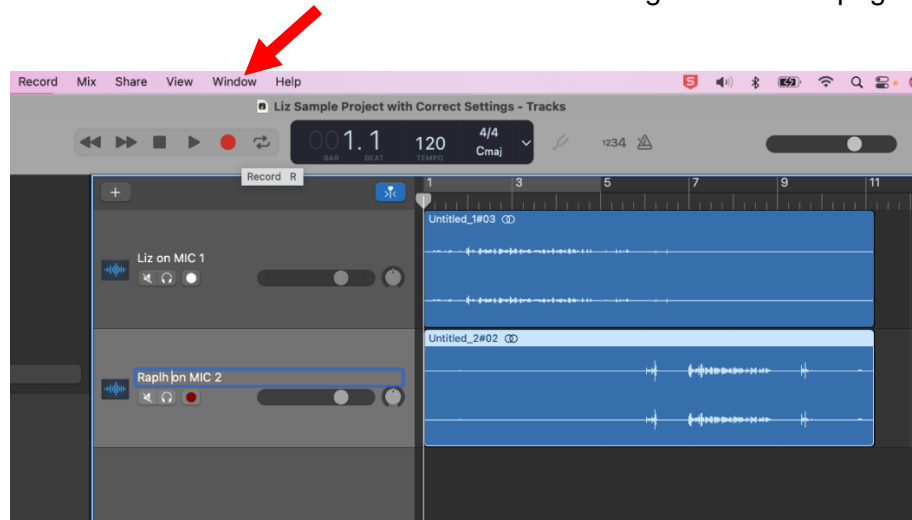 Record Mix Share View Window Help
Liz Sample Project with Correct Settings - Tracks
001.1 120 4/4
BAR BEAT TEMPO Cmaj
1234
Record R
1 3 5 7 9 11
Untitled_1#03
Liz on MIC 1
Untitled_2#02
Raplh on MIC 2